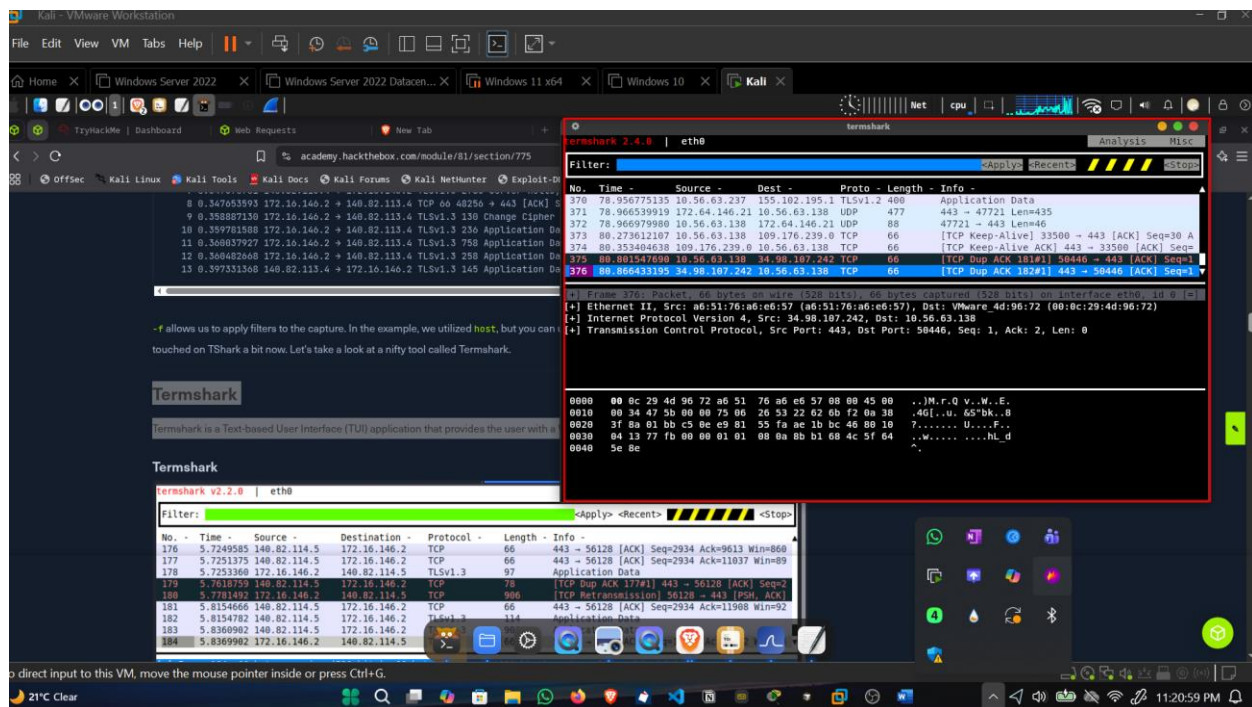 Kali - VMware Workstation
File Edit View VM Tabs Help
Home Windows Server 2022 Windows Server 2022 Datacen... Windows 11 x64 Windows 10 Kali
1 Net cpu
TryHackMe | Dashboard Web Requests New Tab
academy.hackthebox.com/module/81/section/775
OffSec Kali Linux Kali Tools Kali Docs Kali Forums Kali NetHunter Exploit-DB
8 0.347653593 172.16.146.2 → 140.82.113.4 TCP 66 48256 → 443 [ACK] S
9 0.358887130 172.16.146.2 → 140.82.113.4 TLSv1.3 130 Change Cipher
10 0.359781588 172.16.146.2 → 140.82.113.4 TLSv1.3 236 Application Da
11 0.360037927 172.16.146.2 → 140.82.113.4 TLSv1.3 758 Application Da
12 0.360482668 172.16.146.2 → 140.82.113.4 TLSv1.3 258 Application Da
13 0.397331368 140.82.113.4 → 172.16.146.2 TLSv1.3 145 Application Da
-f allows us to apply filters to the capture. In the example, we utilized host, but you can
touched on TShark a bit now. Let's take a look at a nifty tool called Termshark.
Termshark
Termshark is a Text-based User Interface (TUI) application that provides the user with a
Termshark
termshark v2.2.0 | eth0
Filter: <Apply> <Recent> <Stop>
No. - Time - Source - Destination - Protocol - Length - Info -
176 5.7249585 140.82.114.5 172.16.146.2 TCP 66 443 → 56128 [ACK] Seq=2934 Ack=9613 Win=860
177 5.7251375 140.82.114.5 172.16.146.2 TCP 66 443 → 56128 [ACK] Seq=2934 Ack=11037 Win=89
178 5.7253360 172.16.146.2 140.82.114.5 TLSv1.3 97 Application Data
179 5.7618759 140.82.114.5 172.16.146.2 TCP 78 [TCP Dup ACK 177#1] 443 → 56128 [ACK] Seq=2
180 5.7781492 172.16.146.2 140.82.114.5 TCP 906 [TCP Retransmission] 56128 → 443 [PSH, ACK]
181 5.8154666 140.82.114.5 172.16.146.2 TCP 66 443 → 56128 [ACK] Seq=2934 Ack=11908 Win=92
182 5.8154782 140.82.114.5 172.16.146.2 TLSv1.3 114 Application Data
183 5.8360902 140.82.114.5 172.16.146.2
184 5.8369902 172.16.146.2 140.82.114.5
termshark
termshark 2.4.0 | eth0 Analysis Misc
Filter: <Apply> <Recent> <Stop>
No. Time - Source - Dest - Proto - Length - Info -
370 78.956775135 10.56.63.237 155.102.195.1 TLSv1.2 400 Application Data
371 78.966539919 172.64.146.21 10.56.63.138 UDP 477 443 → 47721 Len=435
372 78.966979980 10.56.63.138 172.64.146.21 UDP 88 47721 → 443 Len=46
373 80.273612107 10.56.63.138 109.176.239.0 TCP 66 [TCP Keep-Alive] 33500 → 443 [ACK] Seq=30 A
374 80.353404638 109.176.239.0 10.56.63.138 TCP 66 [TCP Keep-Alive ACK] 443 → 33500 [ACK] Seq=
375 80.801547690 10.56.63.138 34.98.107.242 TCP 66 [TCP Dup ACK 181#1] 50446 → 443 [ACK] Seq=1
376 80.866433195 34.98.107.242 10.56.63.138 TCP 66 [TCP Dup ACK 182#1] 443 → 50446 [ACK] Seq=1
[+] Frame 376: Packet, 66 bytes on wire (528 bits), 66 bytes captured (528 bits) on interface eth0, id 0 [=]
[+] Ethernet II, Src: a6:51:76:a6:e6:57 (a6:51:76:a6:e6:57), Dst: VMware_4d:96:72 (00:0c:29:4d:96:72)
[+] Internet Protocol Version 4, Src: 34.98.107.242, Dst: 10.56.63.138
[+] Transmission Control Protocol, Src Port: 443, Dst Port: 50446, Seq: 1, Ack: 2, Len: 0
0000 00 0c 29 4d 96 72 a6 51 76 a6 e6 57 08 00 45 00 ..)M.r.Q v..W..E.
0010 00 34 47 5b 00 00 75 06 26 53 22 62 6b f2 0a 38 .4G[..u. &S"bk..8
0020 3f 8a 01 bb c5 0e e9 81 55 fa ae 1b bc 46 80 10 ?....... U....F..
0030 04 13 77 fb 00 00 01 01 08 0a 8b b1 68 4c 5f 64 ..w..... ....hL_d
0040 5e 8e ^.
o direct input to this VM, move the mouse pointer inside or press Ctrl+G.
21°C Clear 11:20:59 PM